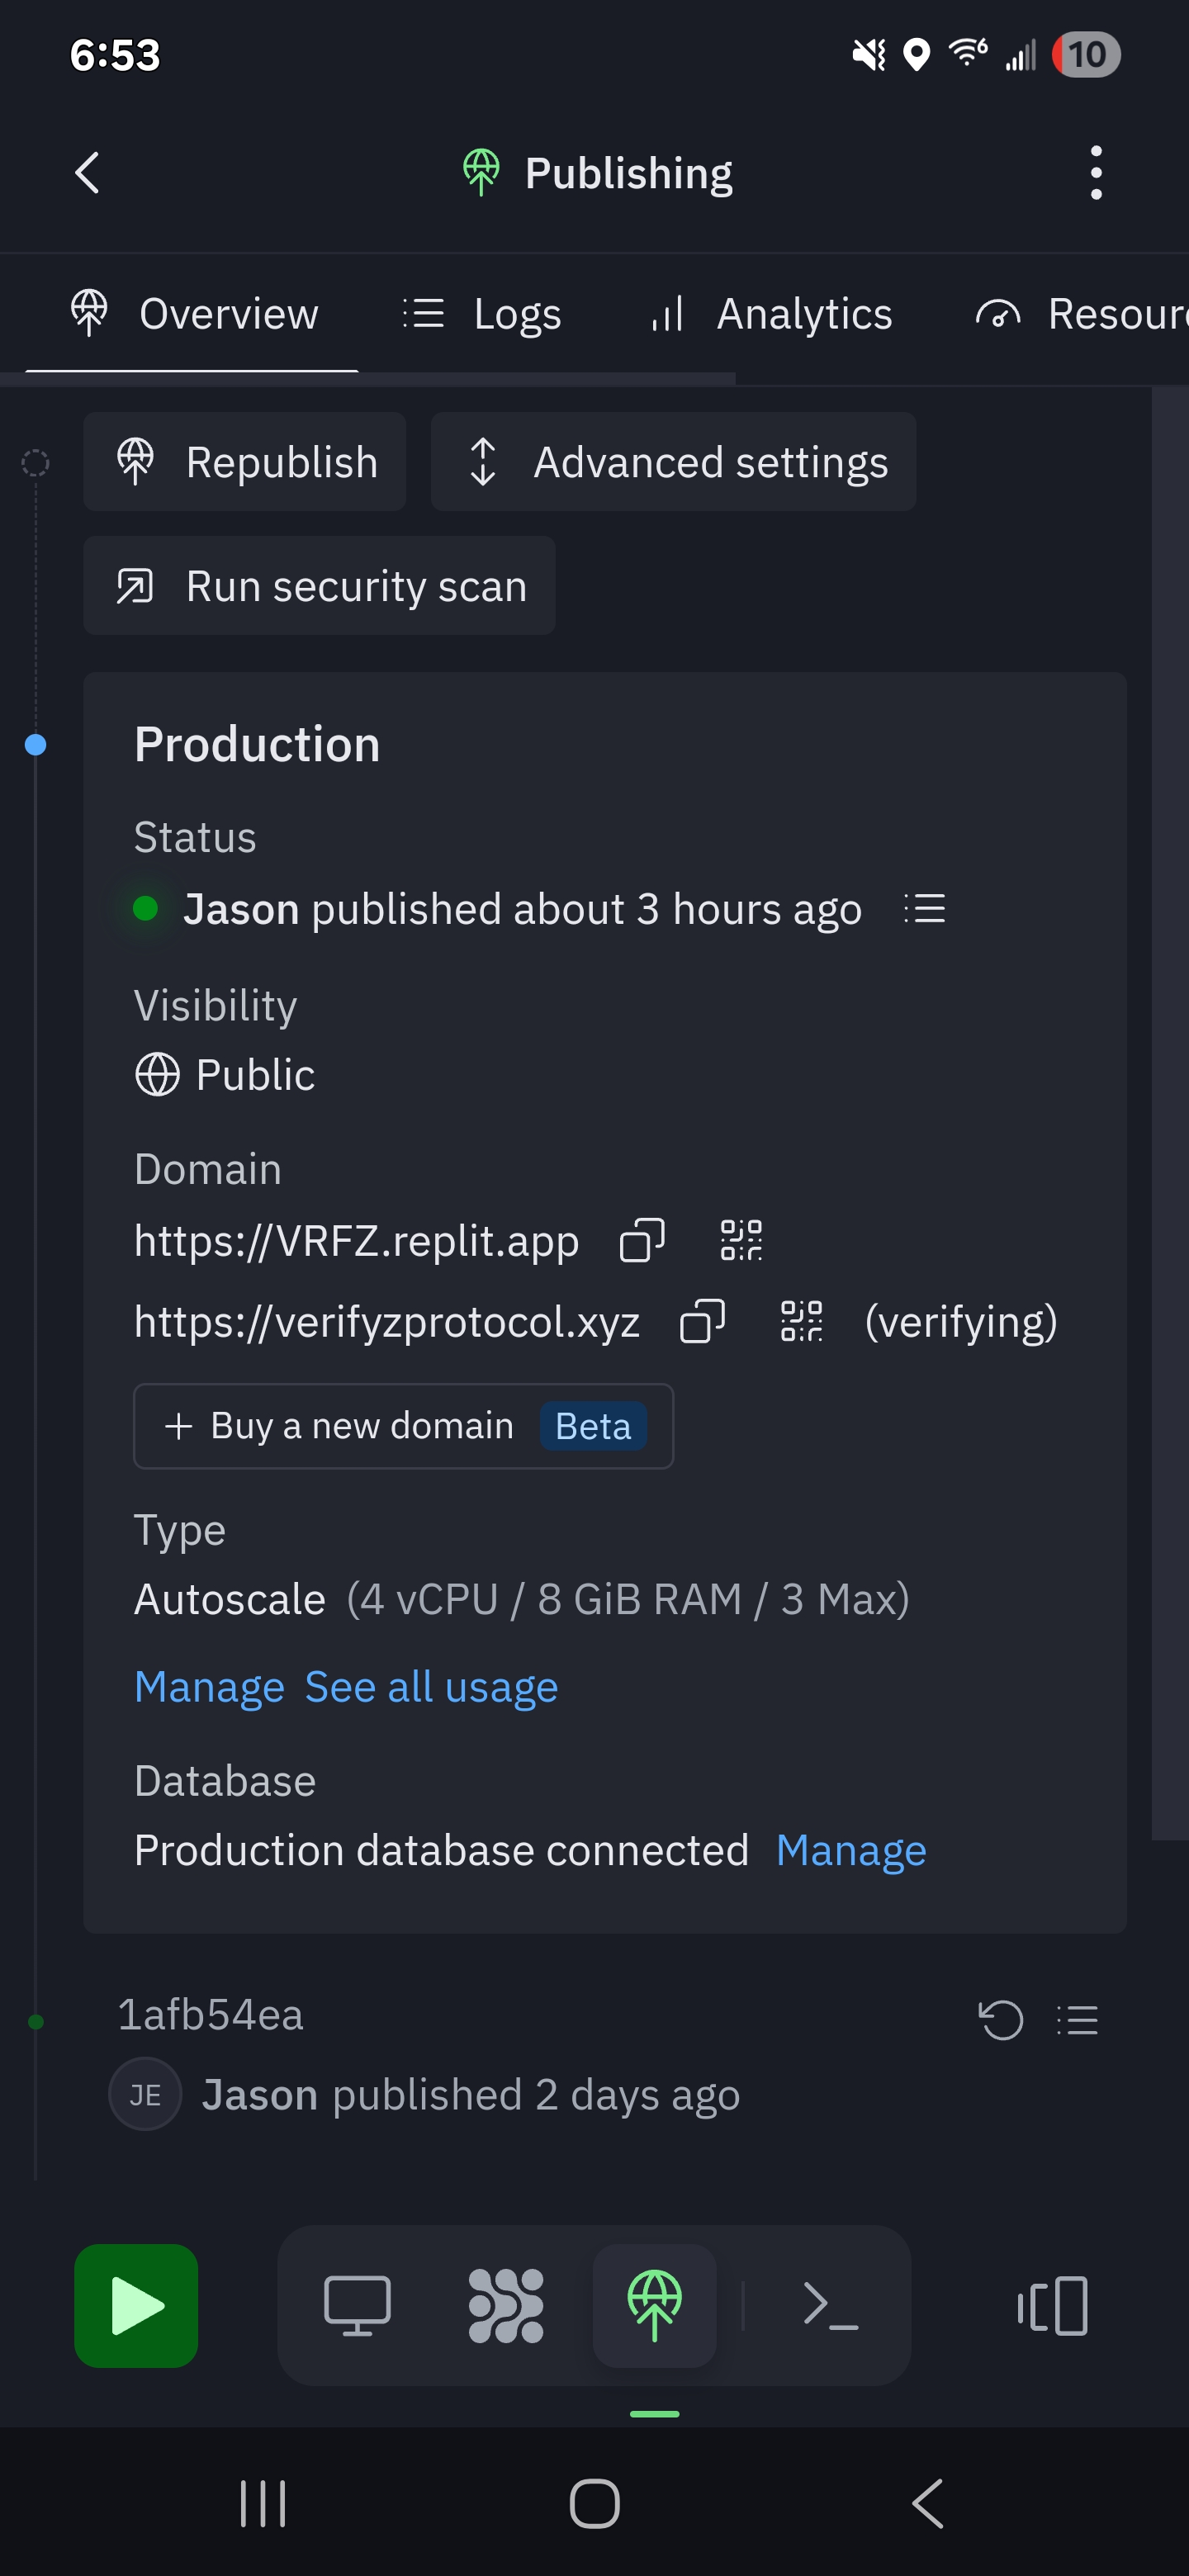 6:53
6
10
Publishing
Overview Logs Analytics Resour
Republish Advanced settings
Run security scan
Production
Status
Jason published about 3 hours ago
Visibility
Public
Domain
https://VRFZ.replit.app
https://verifyzprotocol.xyz (verifying)
+ Buy a new domain Beta
Type
Autoscale (4 vCPU / 8 GiB RAM / 3 Max)
Manage See all usage
Database
Production database connected Manage
1afb54ea
JE Jason published 2 days ago